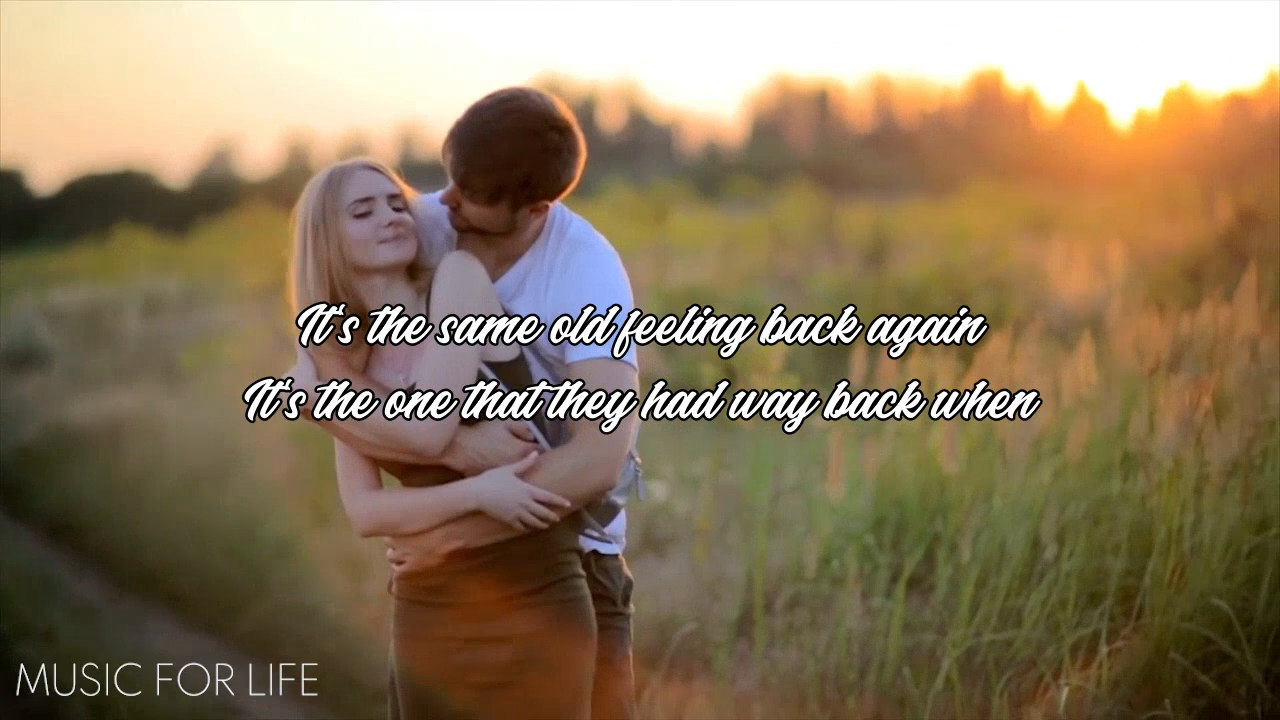 It's the same old feeling back again
It's the one that they had way back when
MUSIC FOR LIFE